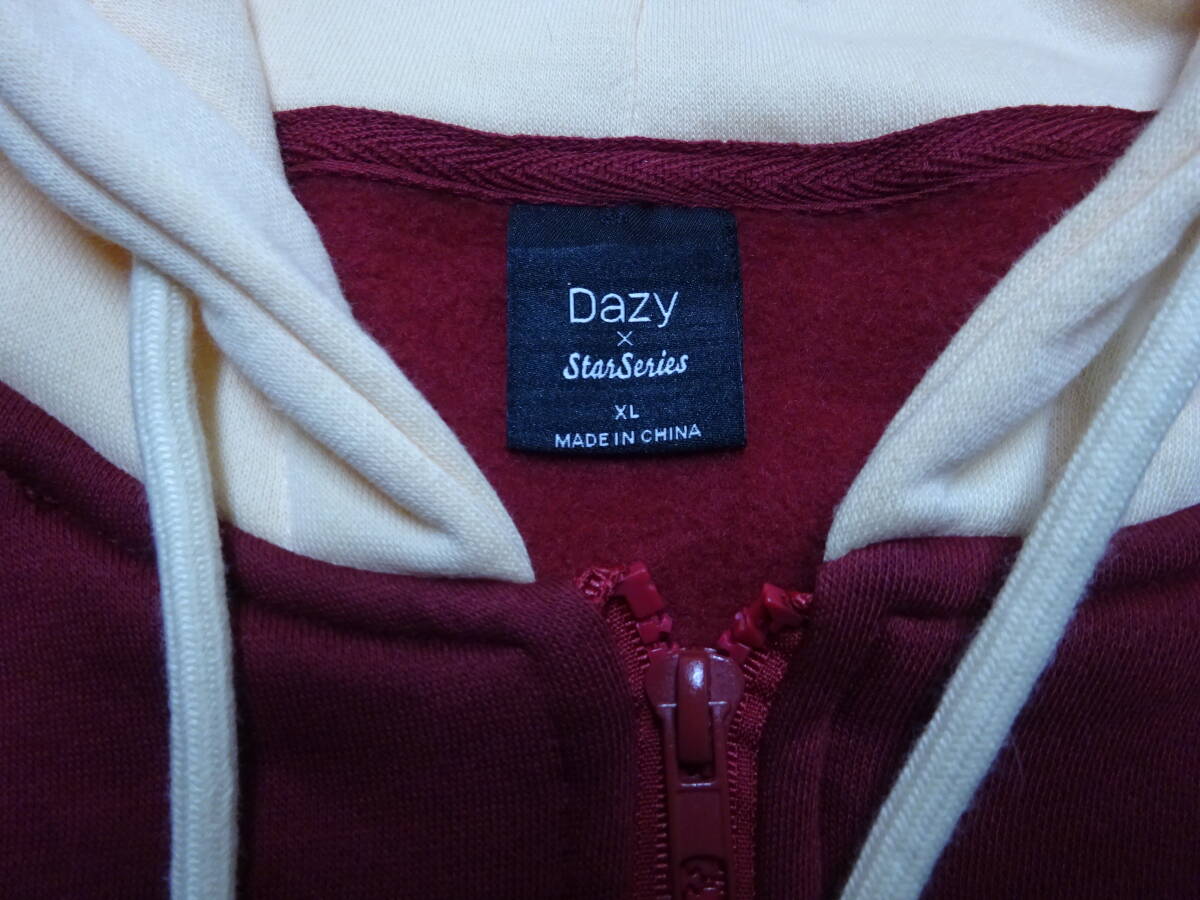 Dazy
×
StarSeries
XL
MADE IN CHINA